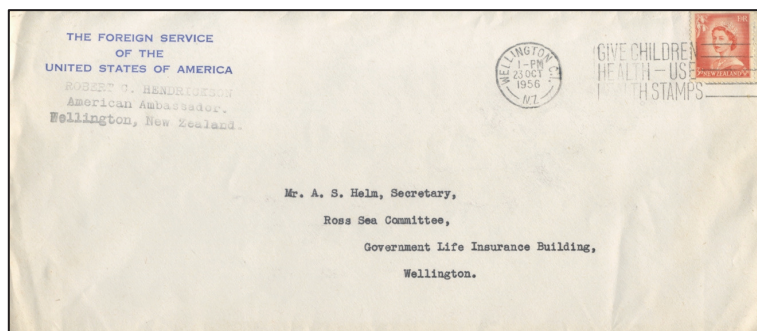 THE FOREIGN SERVICE
OF THE
UNITED STATES OF AMERICA
ROBERT C. HENDRICKSON
American Ambassador.
Wellington, New Zealand.
WELLINGTON C.1.
1-PM
23 OCT
1956
N.Z.
GIVE CHILDREN
HEALTH — USE
HEALTH STAMPS
NEW ZEALAND
Mr. A. S. Helm, Secretary,
Ross Sea Committee,
Government Life Insurance Building,
Wellington.